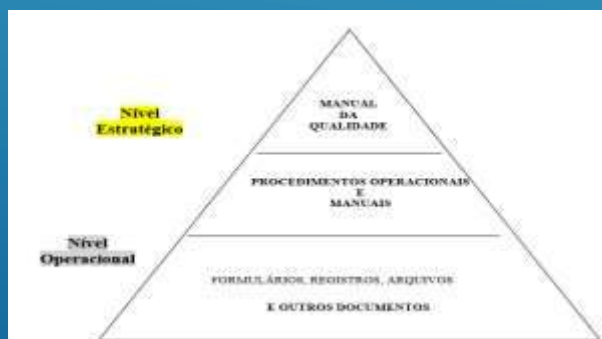 Nível
Estratégico
MANUAL
DA
QUALIDADE
PROCEDIMENTOS OPERACIONAIS
E
MANUAIS
Nível
Operacional
FORMULÁRIOS, REGISTROS, ARQUIVOS
E OUTROS DOCUMENTOS